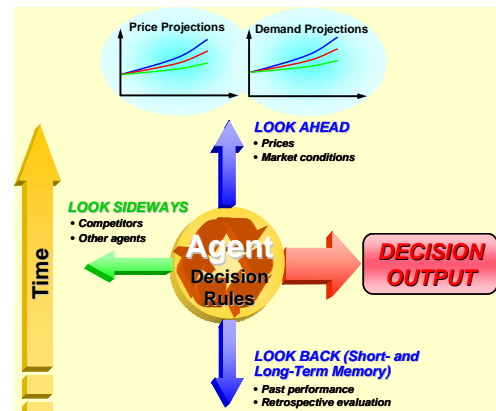 Price Projections
Demand Projections
LOOK AHEAD
• Prices
• Market conditions
LOOK SIDEWAYS
• Competitors
• Other agents
Agent
Decision
Rules
DECISION
OUTPUT
Time
LOOK BACK (Short- and
Long-Term Memory)
• Past performance
• Retrospective evaluation